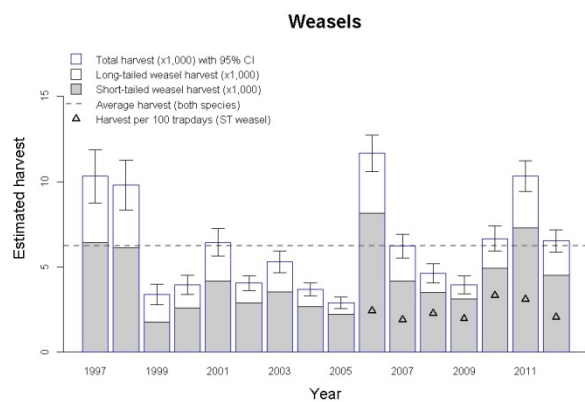 Weasels
Total harvest (x1,000) with 95% CI
Long-tailed weasel harvest (x1,000)
Short-tailed weasel harvest (x1,000)
Average harvest (both species)
Harvest per 100 trapdays (ST weasel)
15
10
5
0
Estimated harvest
1997 1999 2001 2003 2005 2007 2009 2011
Year